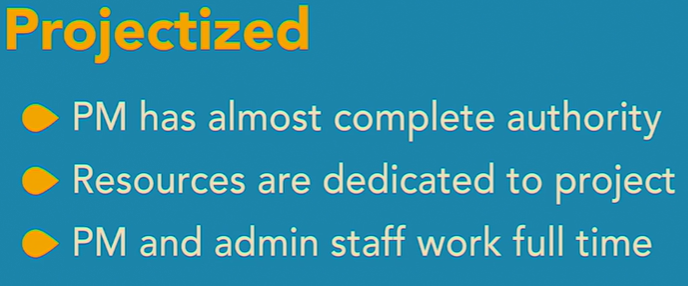 Projectized
PM has almost complete authority
Resources are dedicated to project
PM and admin staff work full time